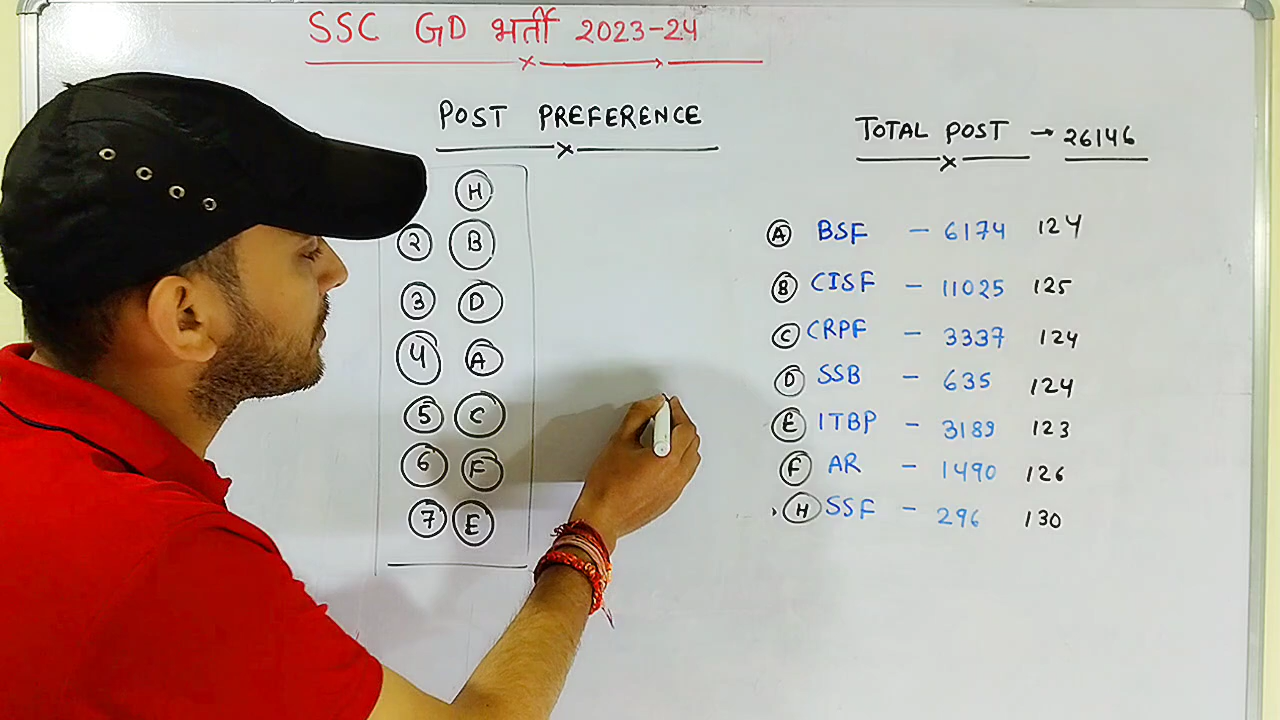 SSC GD भर्ती 2023-24
POST PREFERENCE
H
2 B
3 D
4 A
5 C
6 F
7 E
TOTAL POST → 26146
A BSF - 6174 124
B CISF - 11025 125
C CRPF - 3337 124
D SSB - 635 124
E ITBP - 3189 123
F AR - 1490 126
H SSF - 296 130